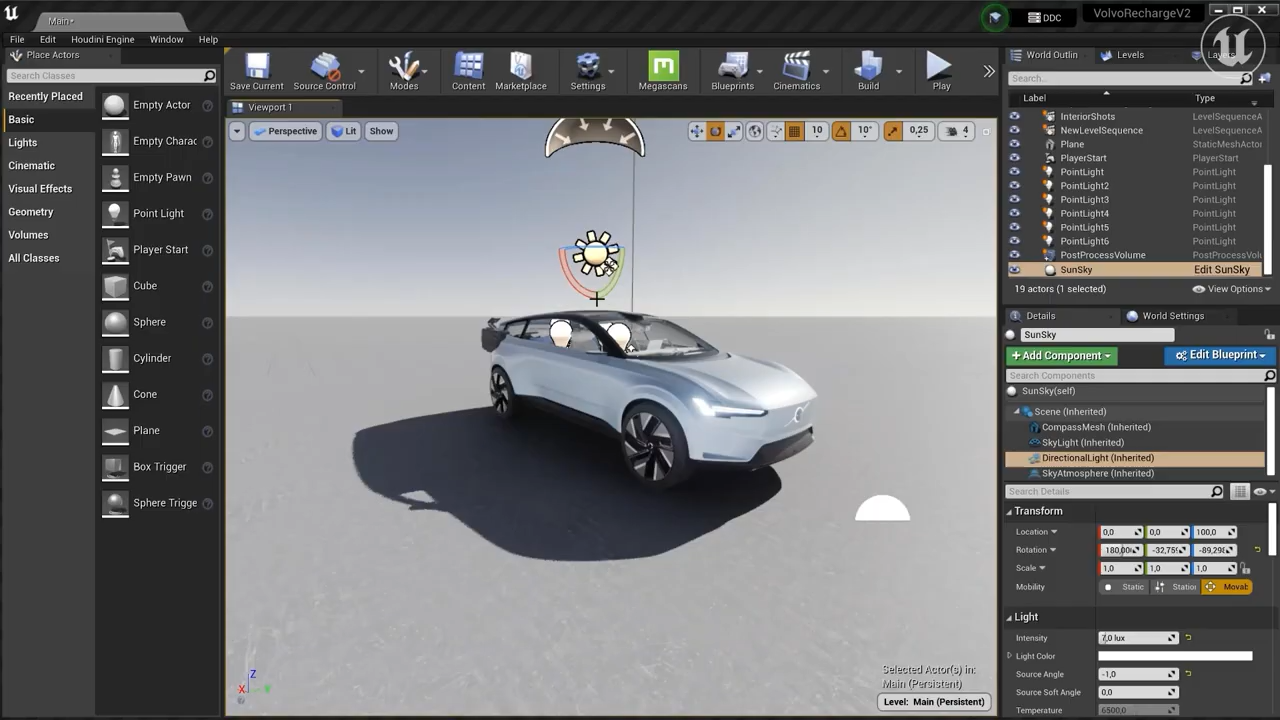 Main*
DDC
VolvoRechargeV2
File Edit Houdini Engine Window Help
Place Actors
Search Classes
Recently Placed
Basic
Lights
Cinematic
Visual Effects
Geometry
Volumes
All Classes
Empty Actor
Empty Charac
Empty Pawn
Point Light
Player Start
Cube
Sphere
Cylinder
Cone
Plane
Box Trigger
Sphere Trigge
Save Current
Source Control
Modes
Content
Marketplace
Settings
Megascans
Blueprints
Cinematics
Build
Play
Viewport 1
Perspective Lit Show
10 10° 0,25 4
Selected Actor(s) in:
Main (Persistent)
Level: Main (Persistent)
X Y Z
World Outlin Levels Layers
Search...
Label Type
InteriorShots LevelSequenceA
NewLevelSequence LevelSequenceA
Plane StaticMeshActor
PlayerStart PlayerStart
PointLight PointLight
PointLight2 PointLight
PointLight3 PointLight
PointLight4 PointLight
PointLight5 PointLight
PointLight6 PointLight
PostProcessVolume PostProcessVolu
SunSky Edit SunSky
19 actors (1 selected) View Options
Details World Settings
SunSky
+Add Component Edit Blueprint
Search Components
SunSky(self)
Scene (Inherited)
CompassMesh (Inherited)
SkyLight (Inherited)
DirectionalLight (Inherited)
SkyAtmosphere (Inherited)
Search Details
Transform
Location 0,0 0,0 100,0
Rotation
Scale 1,0 1,0 1,0
Mobility Static Station Movab
Light
Intensity 7,0 lux
Light Color
Source Angle -1,0
Source Soft Angle 0,0
Temperature 6500,0